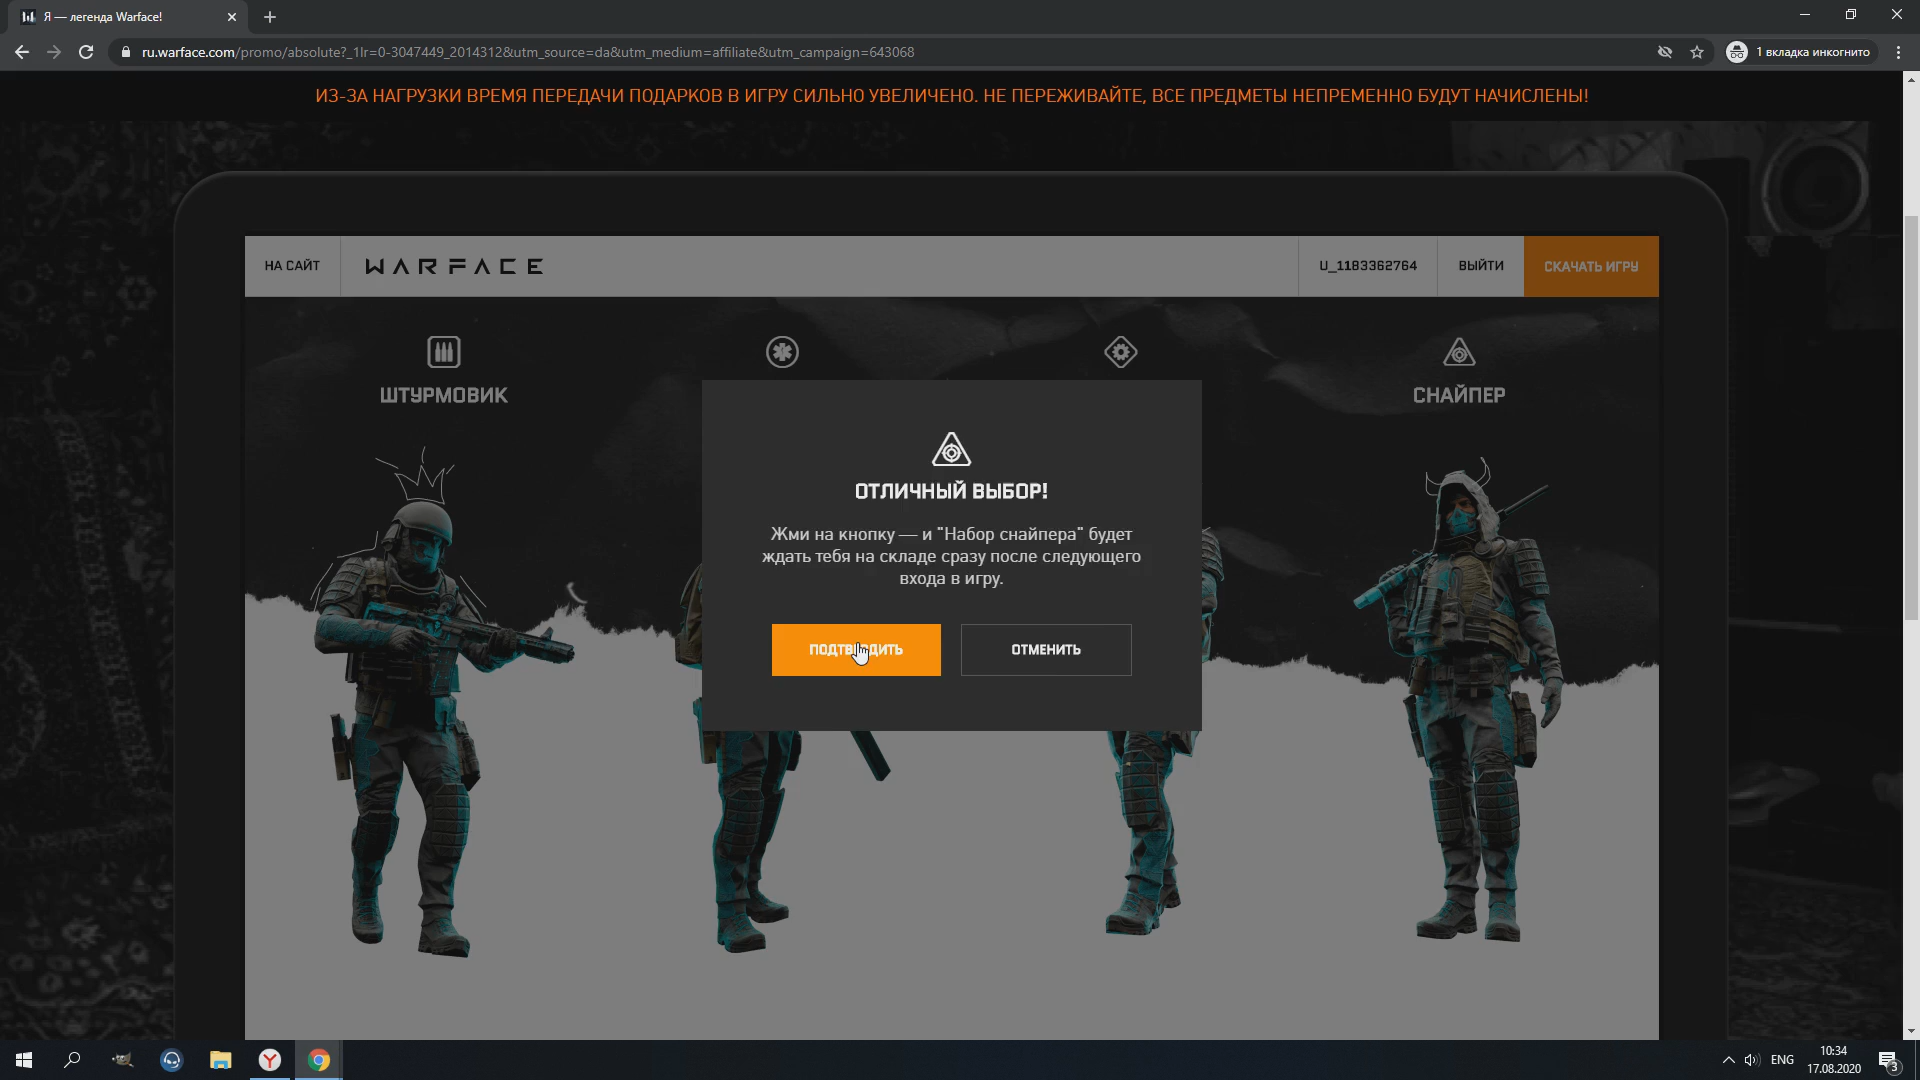 Я — легенда Warface!
ru.warface.com/promo/absolute?_1lr=0-3047449_2014312&utm_source=da&utm_medium=affiliate&utm_campaign=643068
1 вкладка инкогнито
ИЗ-ЗА НАГРУЗКИ ВРЕМЯ ПЕРЕДАЧИ ПОДАРКОВ В ИГРУ СИЛЬНО УВЕЛИЧЕНО. НЕ ПЕРЕЖИВАЙТЕ, ВСЕ ПРЕДМЕТЫ НЕПРЕМЕННО БУДУТ НАЧИСЛЕНЫ!
НА САЙТ
WARFACE
U_1183362764
ВЫЙТИ
СКАЧАТЬ ИГРУ
ШТУРМОВИК
СНАЙПЕР
ОТЛИЧНЫЙ ВЫБОР!
Жми на кнопку — и "Набор снайпера" будет
ждать тебя на складе сразу после следующего
входа в игру.
ПОДТВЕРДИТЬ
ОТМЕНИТЬ
ENG
10:34
17.08.2020
3